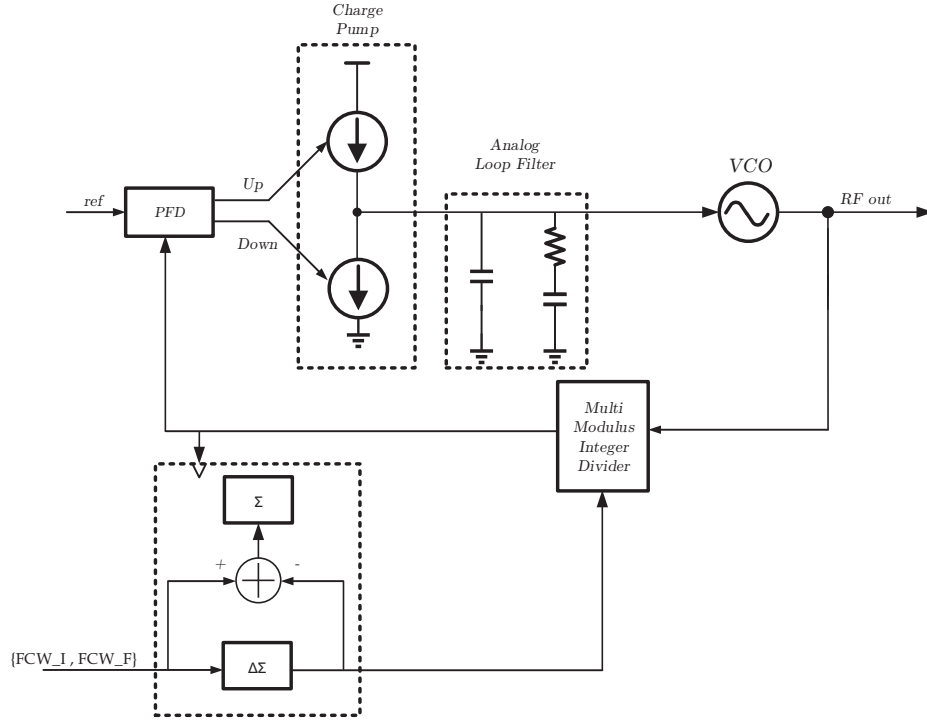 Charge
Pump
Analog
Loop Filter
VCO
ref
PFD
Up
Down
RF out
Multi
Modulus
Integer
Divider
Σ
+
-
{FCW_I , FCW_F}
ΔΣ